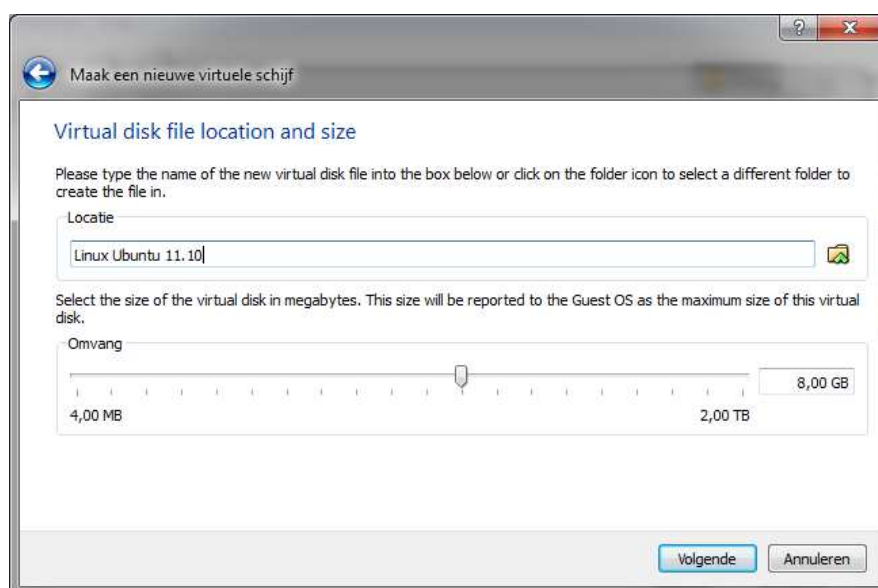 ?
X
Maak een nieuwe virtuele schijf
Virtual disk file location and size
Please type the name of the new virtual disk file into the box below or click on the folder icon to select a different folder to
create the file in.
Locatie
Linux Ubuntu 11.10
Select the size of the virtual disk in megabytes. This size will be reported to the Guest OS as the maximum size of this virtual
disk.
Omvang
8,00 GB
4,00 MB 2,00 TB
Volgende Annuleren